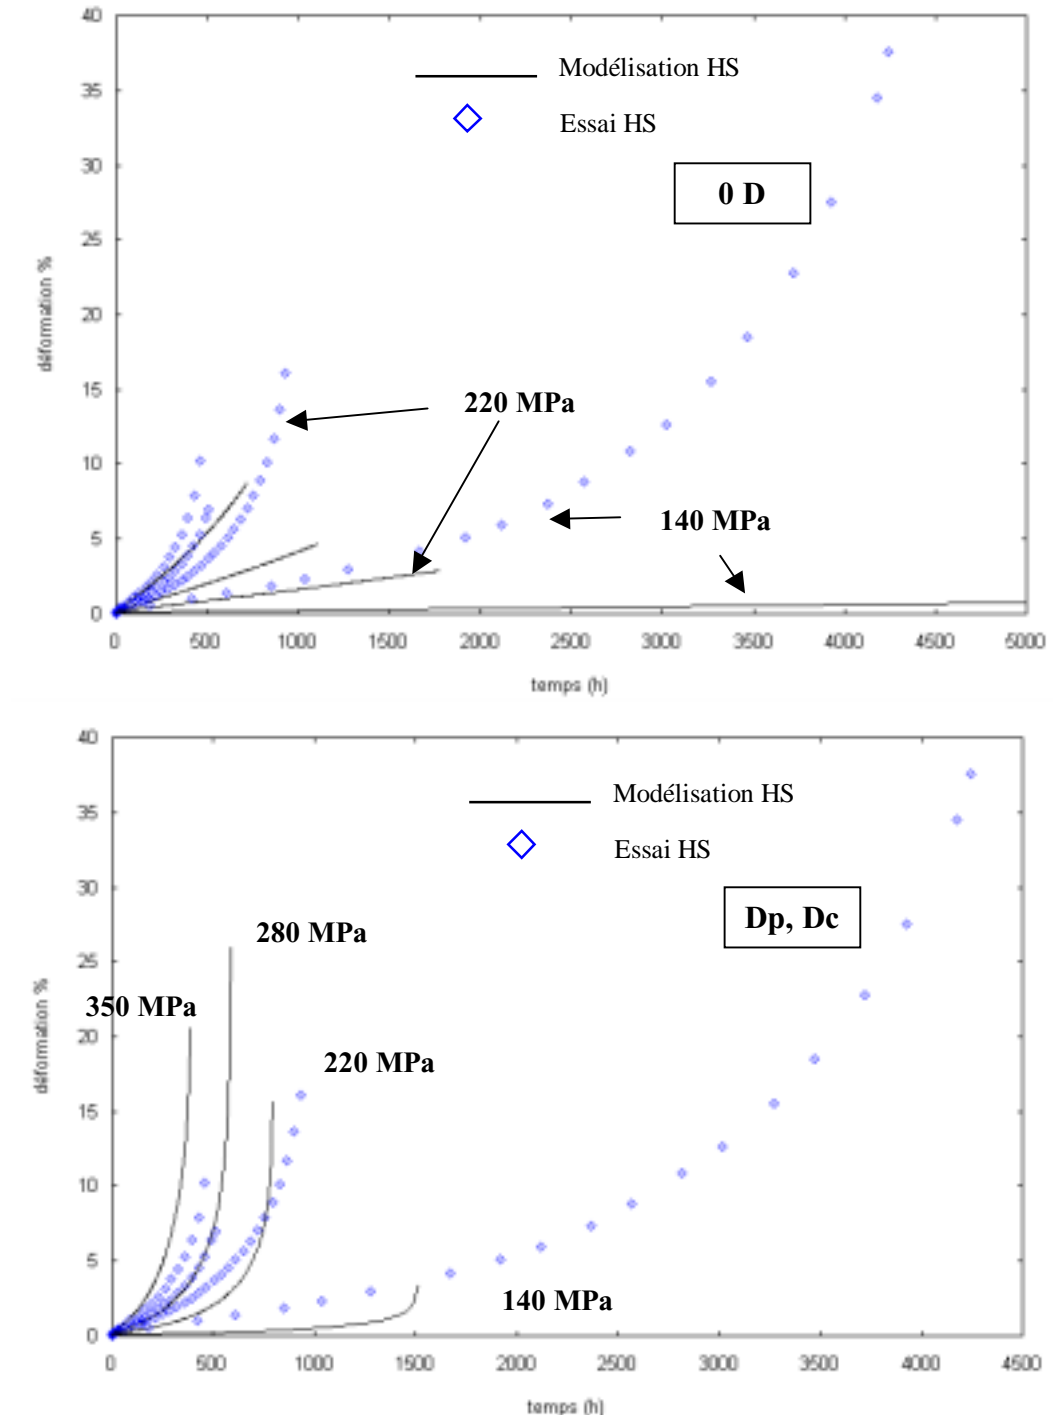 40
Modélisation HS
35
Essai HS
30
0 D
25
déformation %
20
15
220 MPa
10
140 MPa
5
0
0 500 1000 1500 2000 2500 3000 3500 4000 4500 5000
temps (h)
40
Modélisation HS
35
Essai HS
30
Dp, Dc
280 MPa
25
déformation %
350 MPa
20
220 MPa
15
10
5
140 MPa
0
0 500 1000 1500 2000 2500 3000 3500 4000 4500
temps (h)